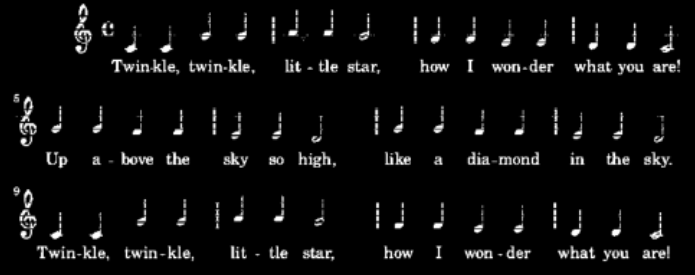 Twin-kle, twin-kle, lit - tle star, how I won-der what you are!
5
Up a - bove the sky so high, like a dia-mond in the sky.
9
Twin-kle, twin-kle, lit - tle star, how I won - der what you are!